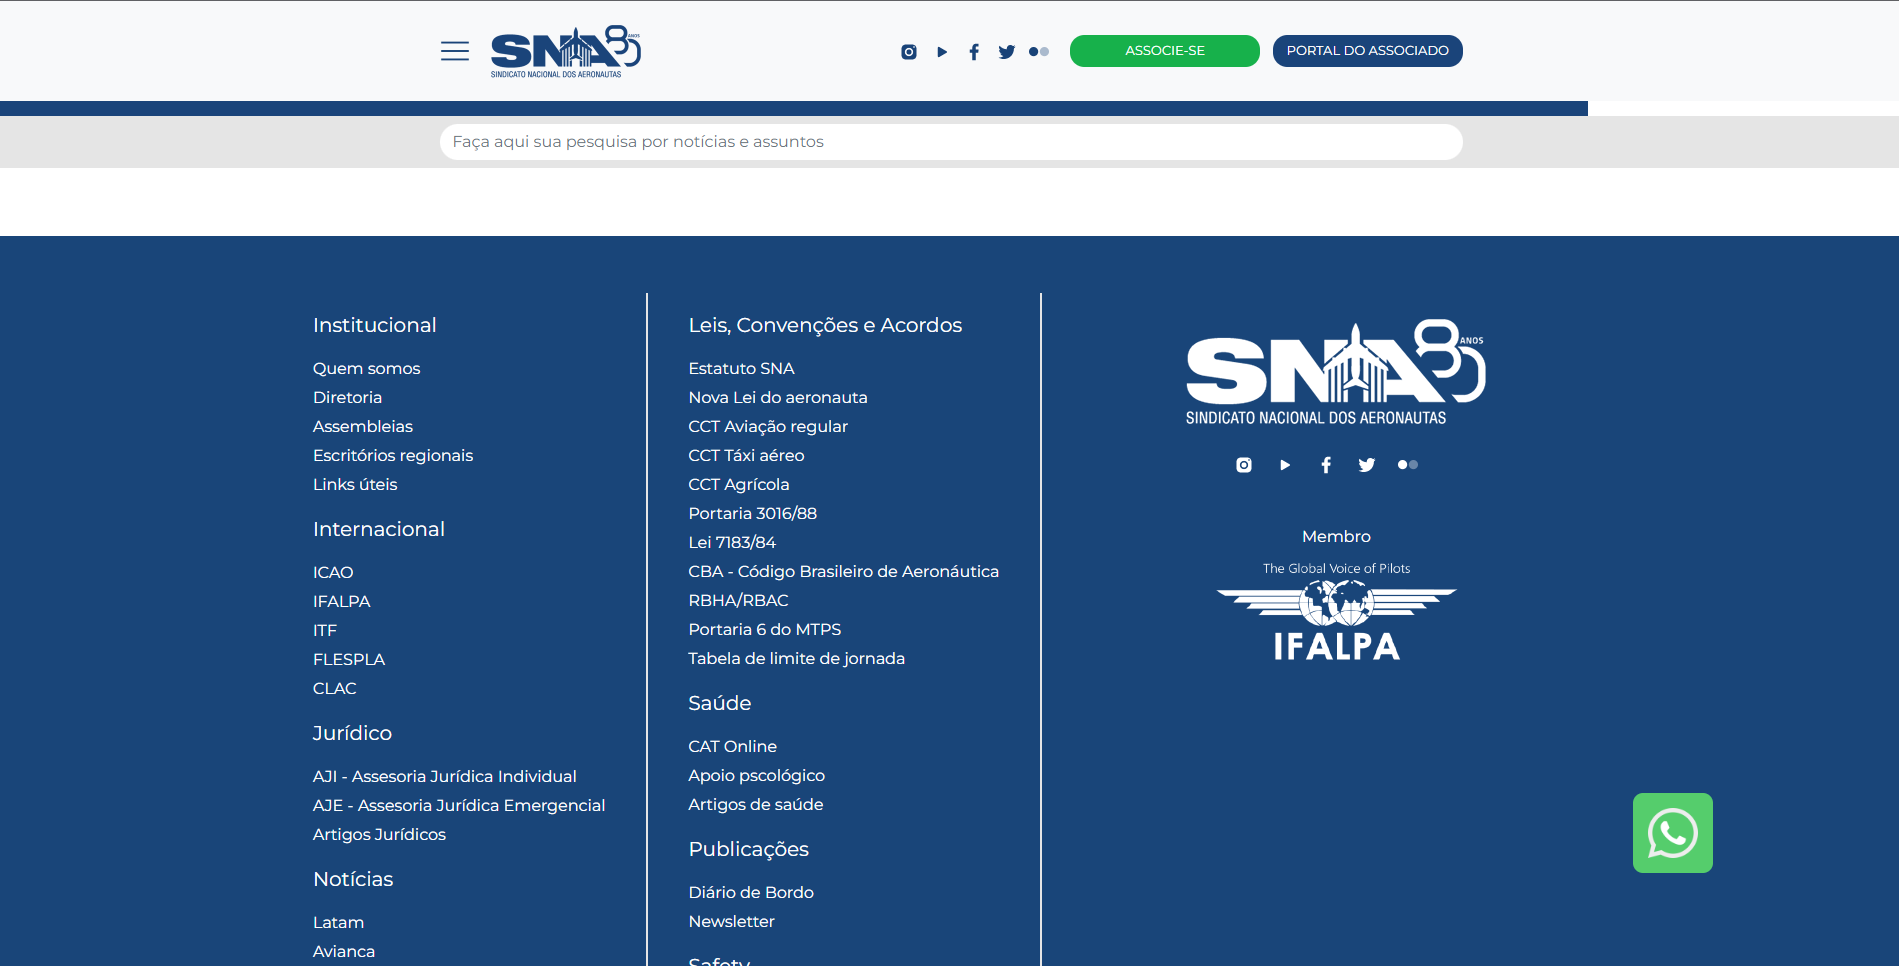 SNA 80 ANOS
SINDICATO NACIONAL DOS AERONAUTAS
ASSOCIE-SE
PORTAL DO ASSOCIADO
Faça aqui sua pesquisa por notícias e assuntos
Institucional
Quem somos
Diretoria
Assembleias
Escritórios regionais
Links úteis
Internacional
ICAO
IFALPA
ITF
FLESPLA
CLAC
Jurídico
AJI - Assesoria Jurídica Individual
AJE - Assesoria Jurídica Emergencial
Artigos Jurídicos
Notícias
Latam
Avianca
Leis, Convenções e Acordos
Estatuto SNA
Nova Lei do aeronauta
CCT Aviação regular
CCT Táxi aéreo
CCT Agrícola
Portaria 3016/88
Lei 7183/84
CBA - Código Brasileiro de Aeronáutica
RBHA/RBAC
Portaria 6 do MTPS
Tabela de limite de jornada
Saúde
CAT Online
Apoio pscológico
Artigos de saúde
Publicações
Diário de Bordo
Newsletter
Safety
SNA 80 ANOS
SINDICATO NACIONAL DOS AERONAUTAS
Membro
The Global Voice of Pilots
IFALPA